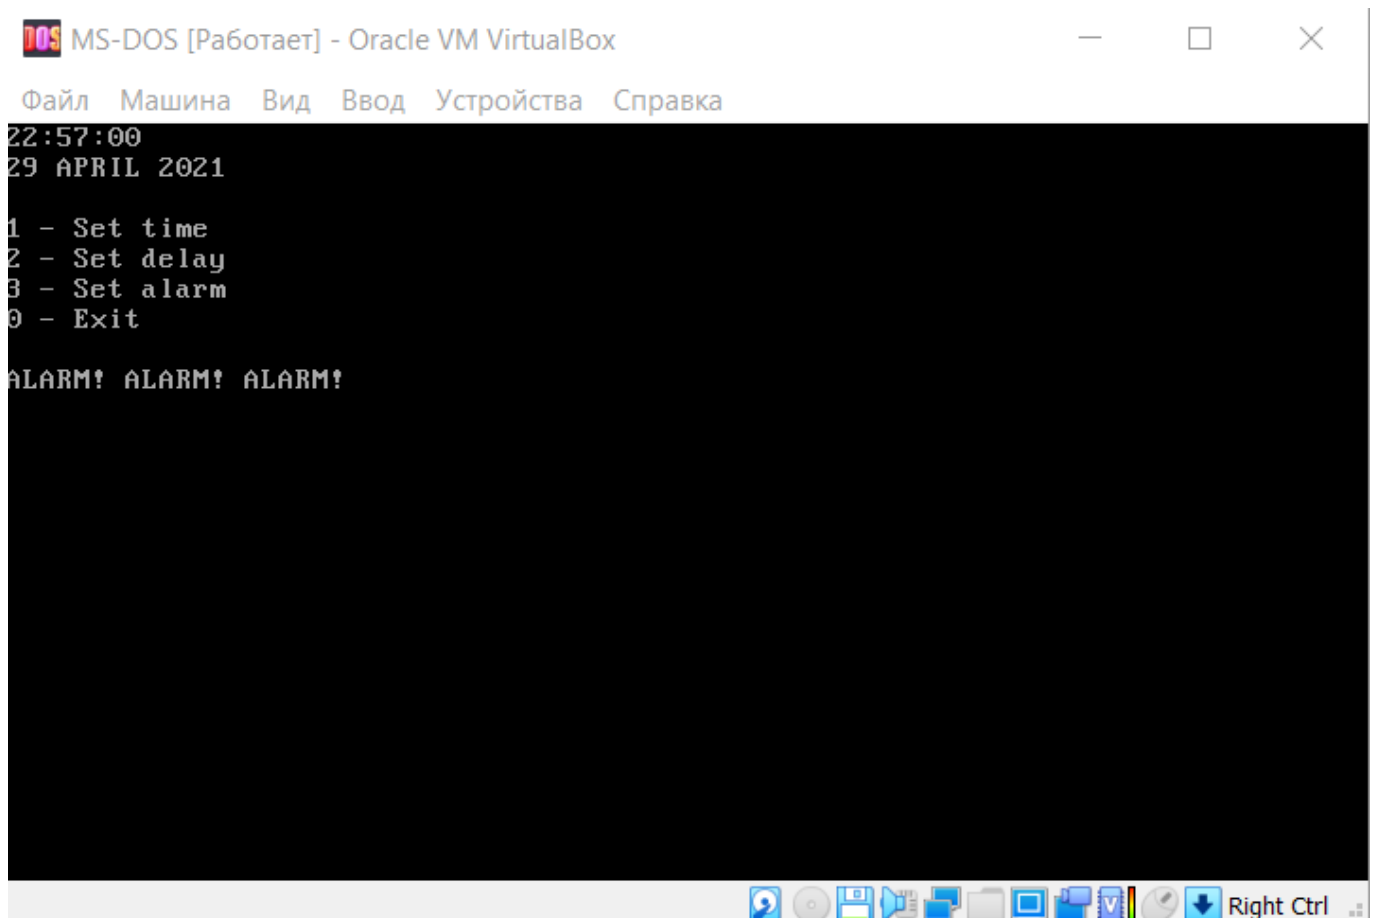 DOS MS-DOS [Работает] - Oracle VM VirtualBox
Файл Машина Вид Ввод Устройства Справка
22:57:00
29 APRIL 2021
1 - Set time
2 - Set delay
3 - Set alarm
0 - Exit
ALARM! ALARM! ALARM!
V Right Ctrl